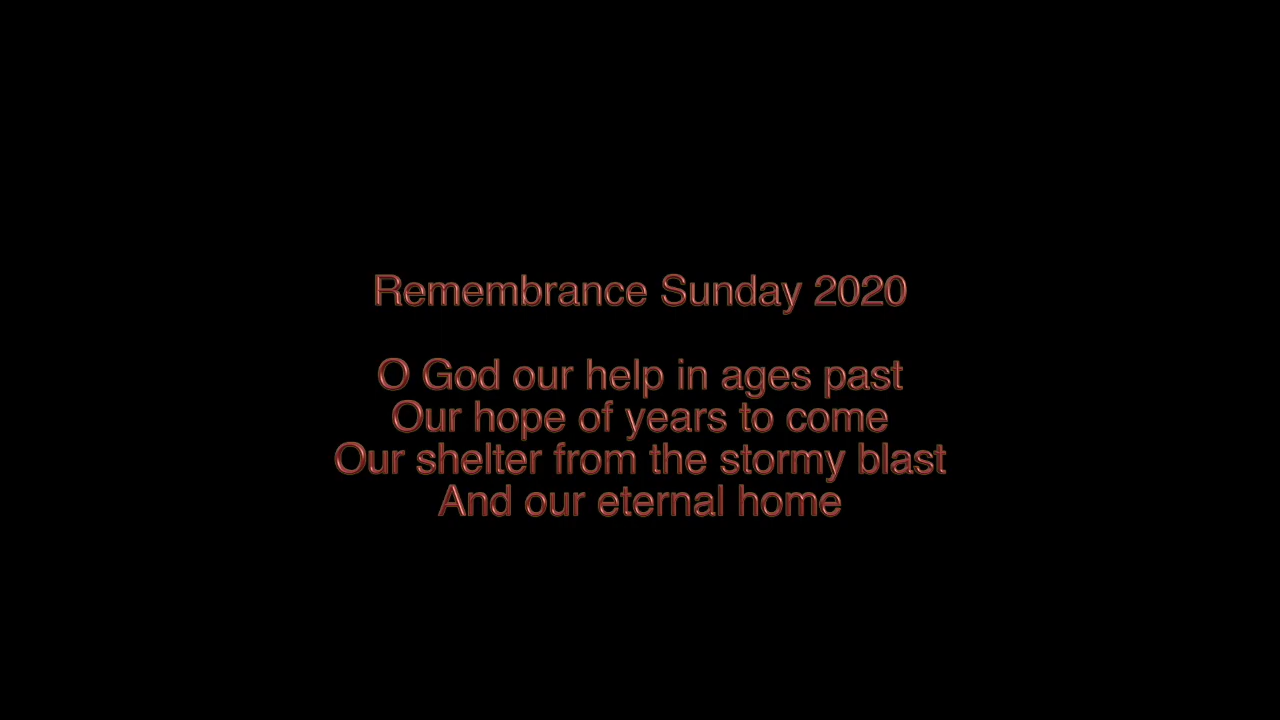 Remembrance Sunday 2020
O God our help in ages past
Our hope of years to come
Our shelter from the stormy blast
And our eternal home